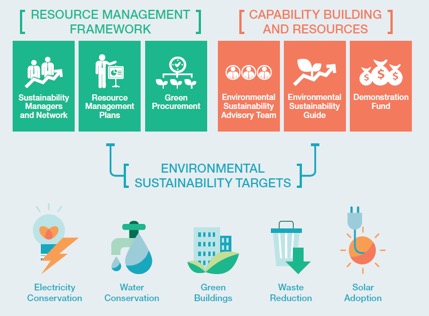 RESOURCE MANAGEMENT
FRAMEWORK
CAPABILITY BUILDING
AND RESOURCES
Sustainability
Managers
and Network
Resource
Management
Plans
Green
Procurement
Environmental
Sustainability
Advisory Team
Environmental
Sustainability
Guide
$
$
$
Demonstration
Fund
ENVIRONMENTAL
SUSTAINABILITY TARGETS
Electricity
Conservation
Water
Conservation
Green
Buildings
Waste
Reduction
Solar
Adoption